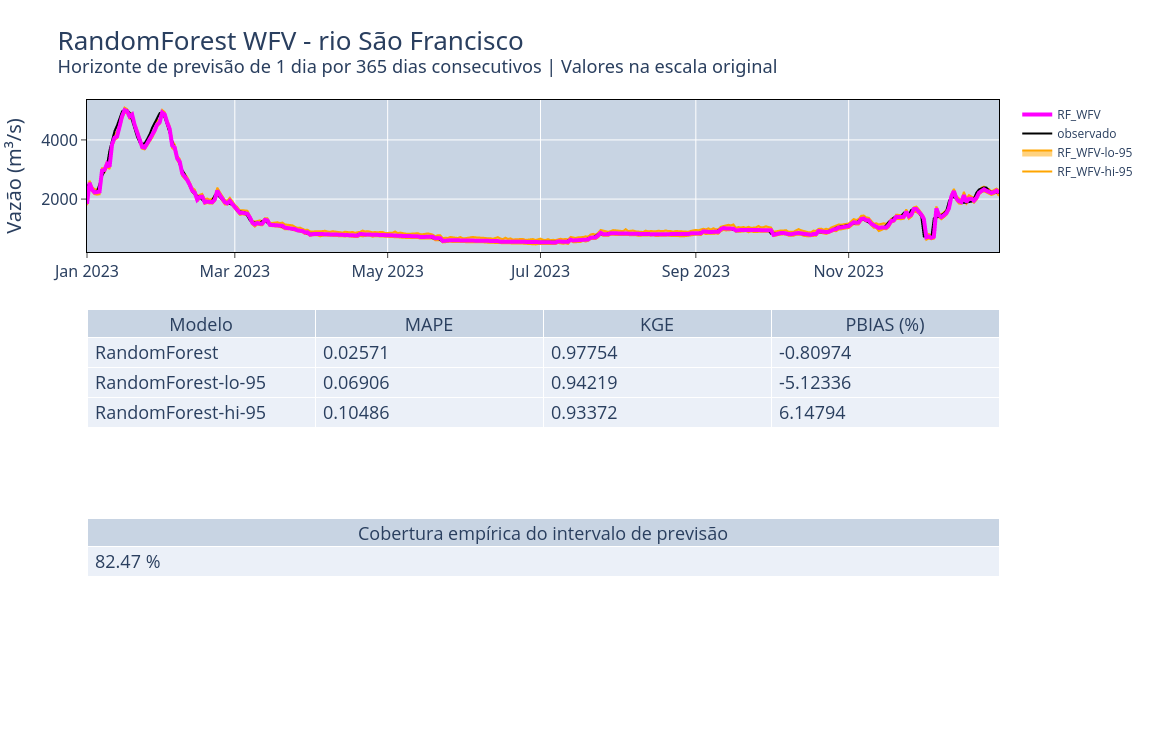 RandomForest WFV - rio São Francisco
Horizonte de previsão de 1 dia por 365 dias consecutivos | Valores na escala original
Vazão (m³/s)
4000
2000
Jan 2023 Mar 2023 May 2023 Jul 2023 Sep 2023 Nov 2023
RF_WFV
observado
RF_WFV-lo-95
RF_WFV-hi-95
Modelo MAPE KGE PBIAS (%)
RandomForest 0.02571 0.97754 -0.80974
RandomForest-lo-95 0.06906 0.94219 -5.12336
RandomForest-hi-95 0.10486 0.93372 6.14794
Cobertura empírica do intervalo de previsão
82.47 %